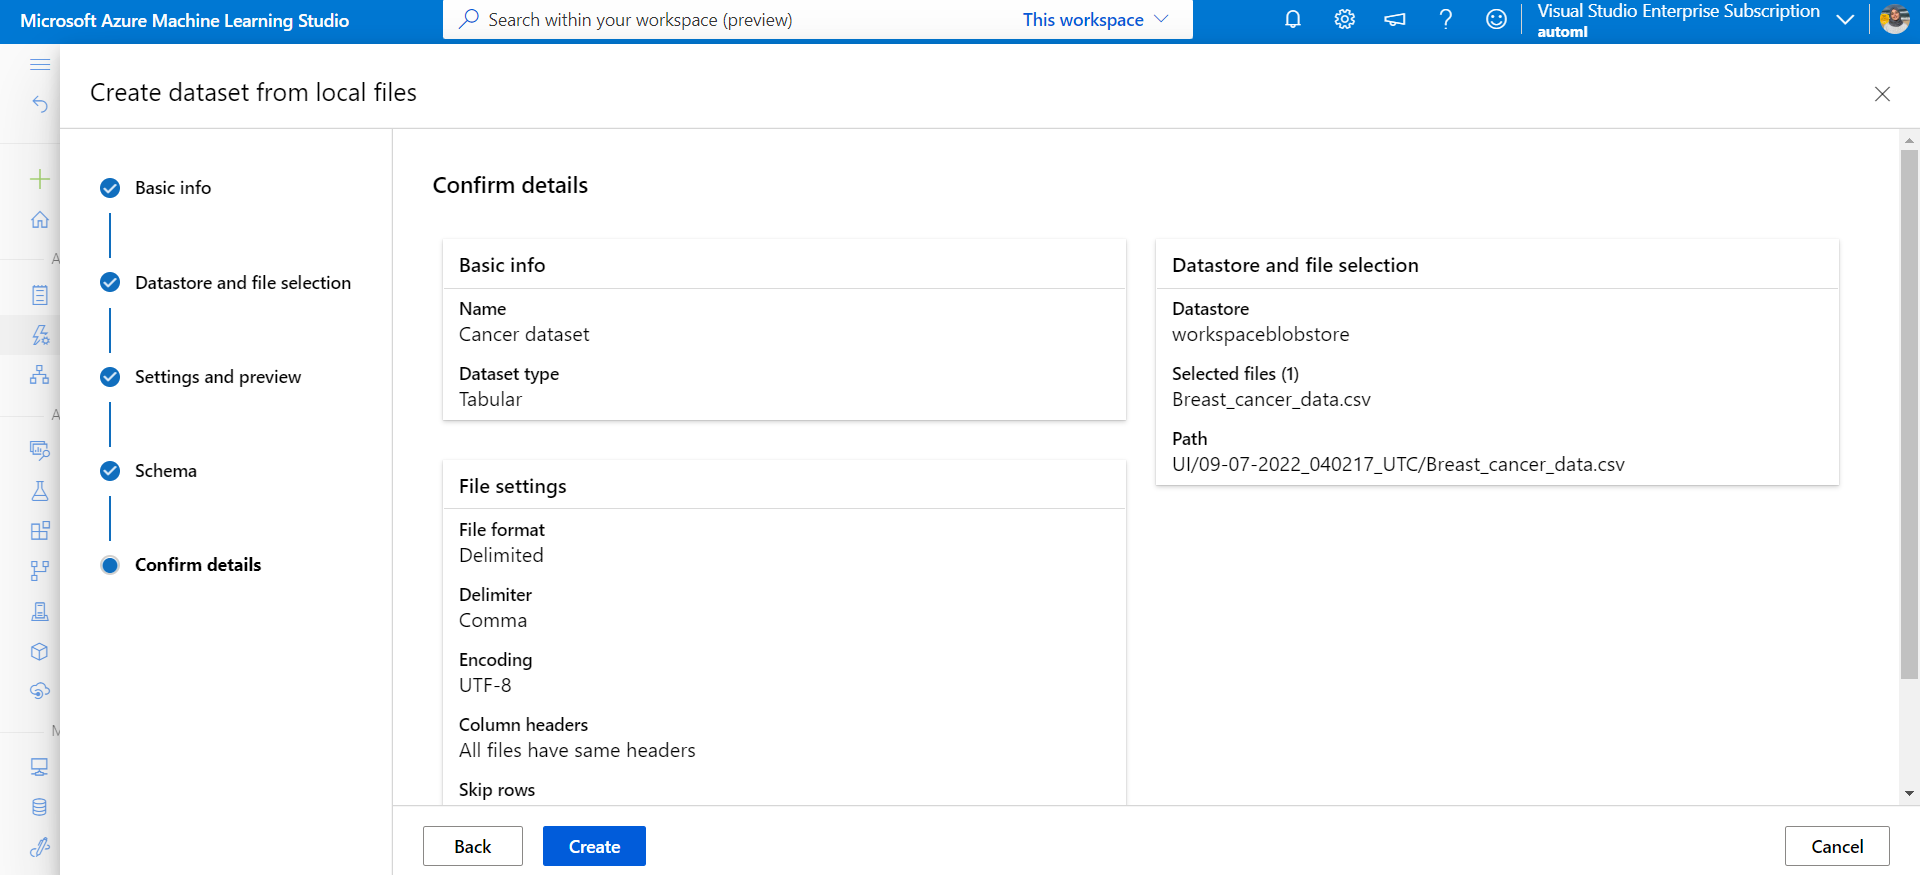 Microsoft Azure Machine Learning Studio
Search within your workspace (preview)
This workspace
Visual Studio Enterprise Subscription
automl
Create dataset from local files
Basic info
Datastore and file selection
Settings and preview
Schema
Confirm details
Confirm details
Basic info
Name
Cancer dataset
Dataset type
Tabular
Datastore and file selection
Datastore
workspaceblobstore
Selected files (1)
Breast_cancer_data.csv
Path
UI/09-07-2022_040217_UTC/Breast_cancer_data.csv
File settings
File format
Delimited
Delimiter
Comma
Encoding
UTF-8
Column headers
All files have same headers
Skip rows
A
A
M
Back
Create
Cancel